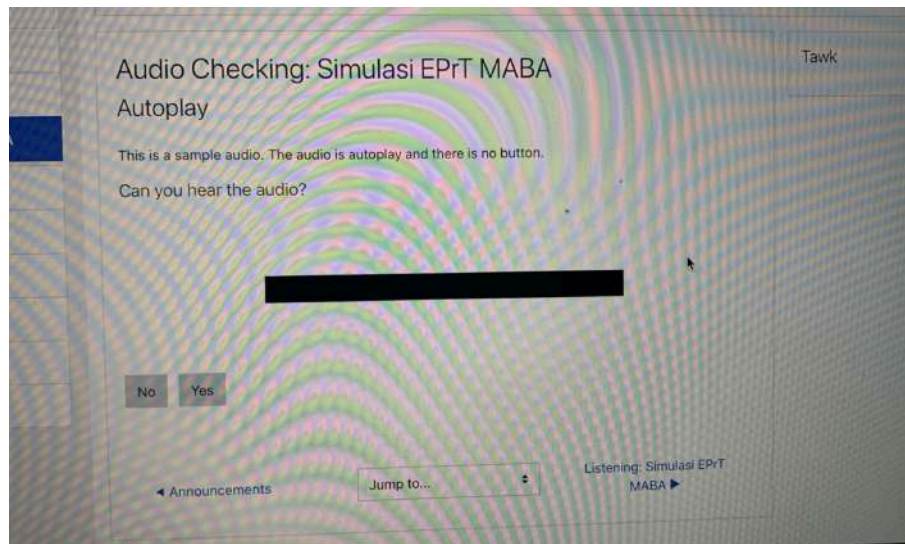 Audio Checking: Simulasi EPrT MABA
Tawk
Autoplay
This is a sample audio. The audio is autoplay and there is no button.
Can you hear the audio?
No
Yes
◄ Announcements
Jump to...
Listening: Simulasi EPrT
MABA ►